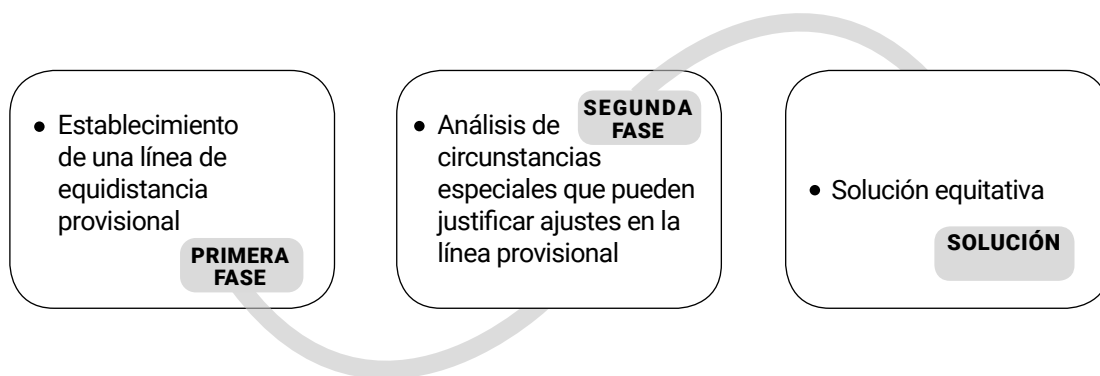 • Establecimiento
de una línea de
equidistancia
provisional
PRIMERA
FASE
• Análisis de
circunstancias
especiales que pueden
justificar ajustes en la
línea provisional
SEGUNDA
FASE
• Solución equitativa
SOLUCIÓN